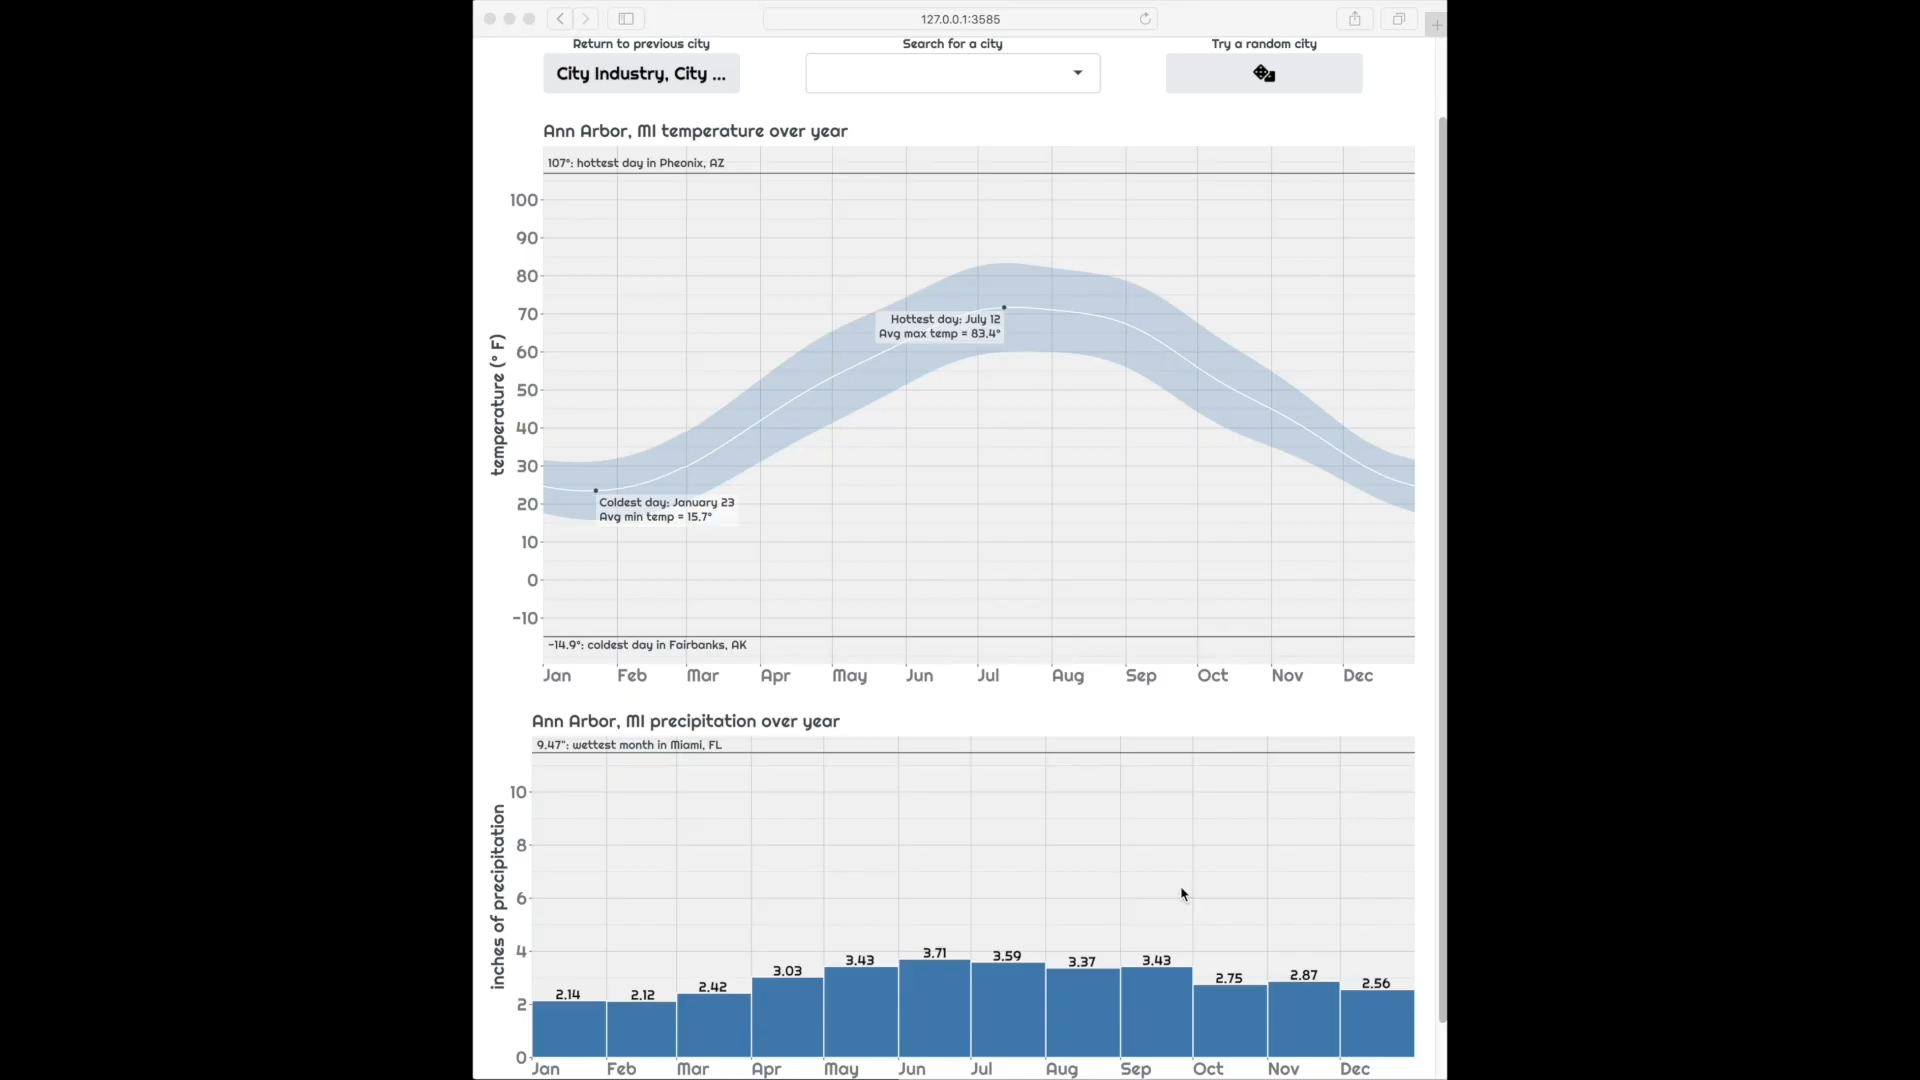 127.0.0.1:3585
Return to previous city
Search for a city
Try a random city
City Industry, City ...
Ann Arbor, MI temperature over year
107°: hottest day in Pheonix, AZ
100
90
80
70
60
50
40
30
20
10
0
-10
temperature (° F)
Hottest day: July 12
Avg max temp = 83.4°
Coldest day: January 23
Avg min temp = 15.7°
-14.9°: coldest day in Fairbanks, AK
Jan Feb Mar Apr May Jun Jul Aug Sep Oct Nov Dec
Ann Arbor, MI precipitation over year
9.47": wettest month in Miami, FL
10
8
6
4
2
0
inches of precipitation
2.14 2.12 2.42 3.03 3.43 3.71 3.59 3.37 3.43 2.75 2.87 2.56
Jan Feb Mar Apr May Jun Jul Aug Sep Oct Nov Dec